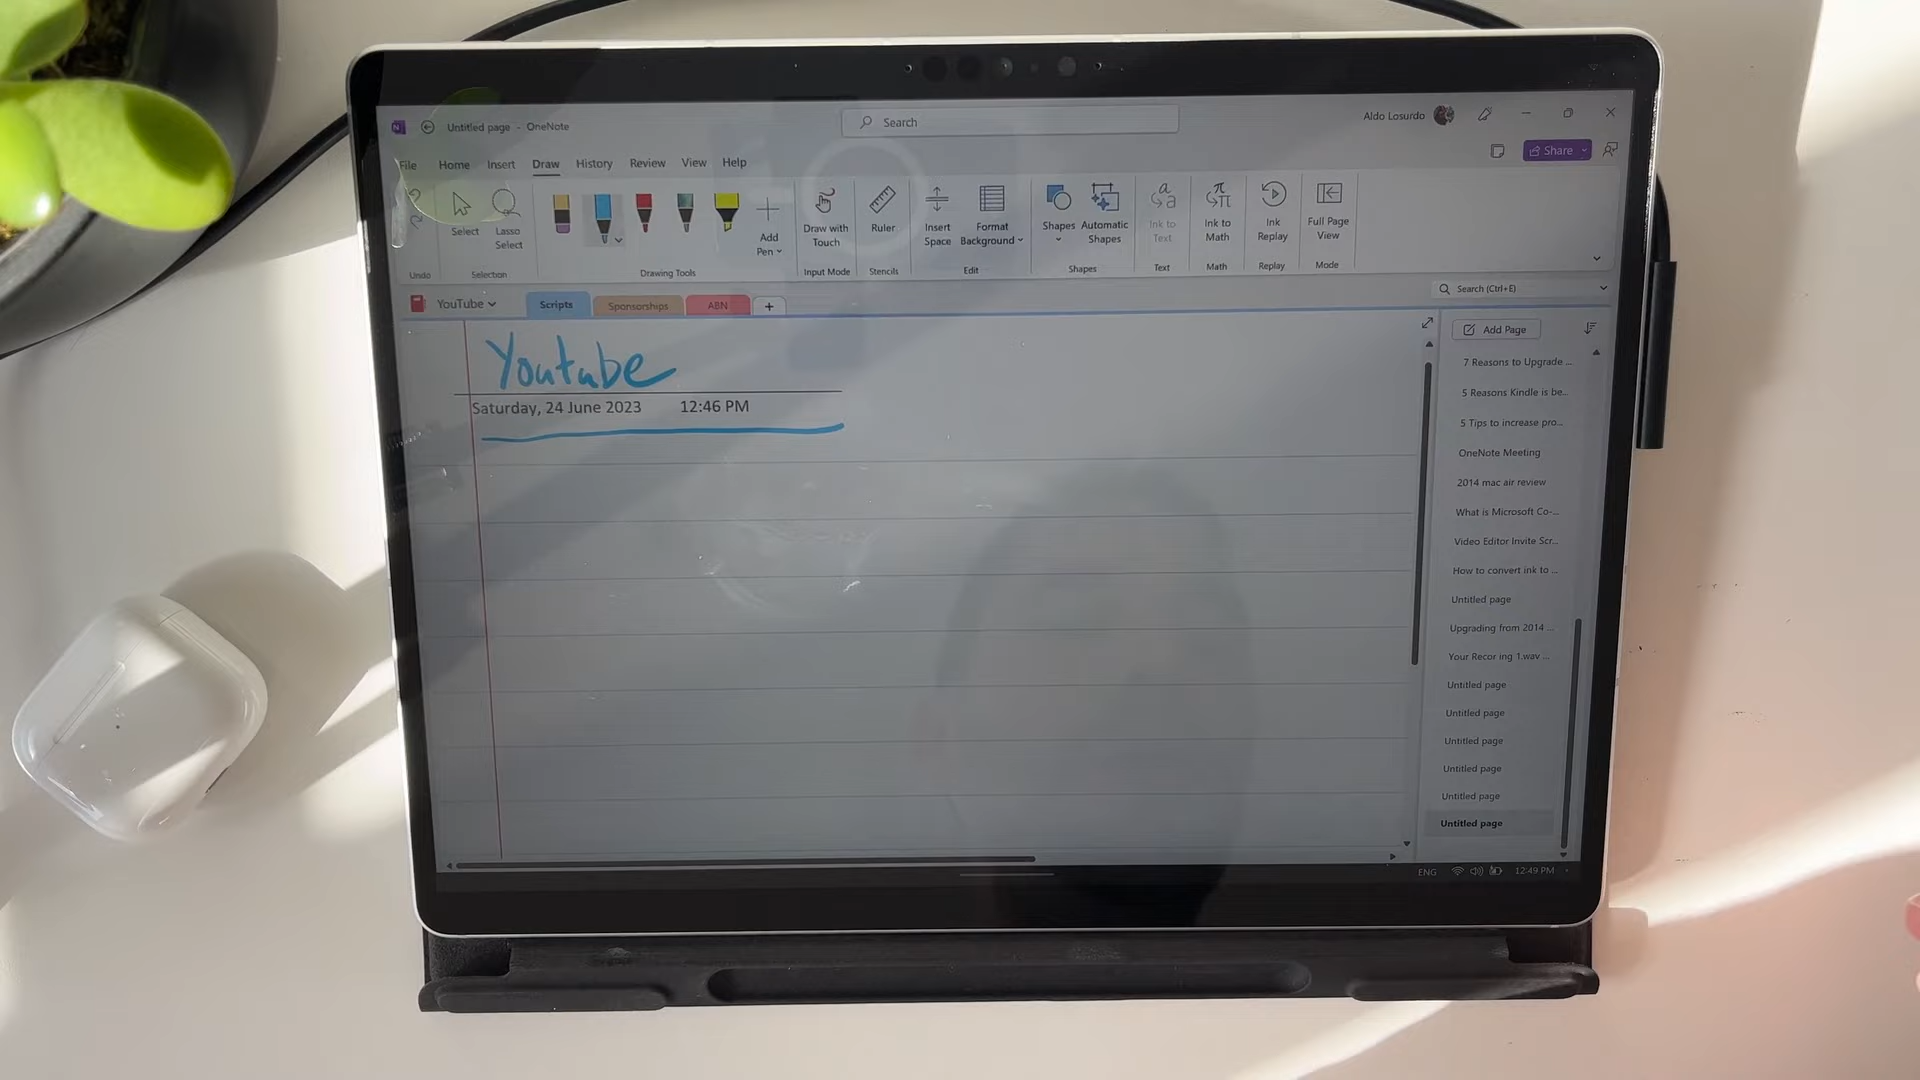 Untitled page - OneNote
Search
Aldo Losurdo
File Home Insert Draw History Review View Help
Share
Select
Lasso Select
Add Pen
Draw with Touch
Ruler
Insert Space
Format Background
Shapes
Automatic Shapes
Ink to Text
Ink to Math
Ink Replay
Full Page View
Undo Selection Drawing Tools Input Mode Stencils Edit Shapes Text Math Replay Mode
YouTube Scripts Sponsorships ABN +
Search (Ctrl+E)
Youtube
Saturday, 24 June 2023 12:46 PM
Add Page
7 Reasons to Upgrade ...
5 Reasons Kindle is be...
5 Tips to increase pro...
OneNote Meeting
2014 mac air review
What is Microsoft Co-...
Video Editor Invite Scr...
How to convert ink to ...
Untitled page
Upgrading from 2014 ...
Your Recor ing 1.wav ...
Untitled page
Untitled page
Untitled page
Untitled page
Untitled page
Untitled page
ENG 12:49 PM